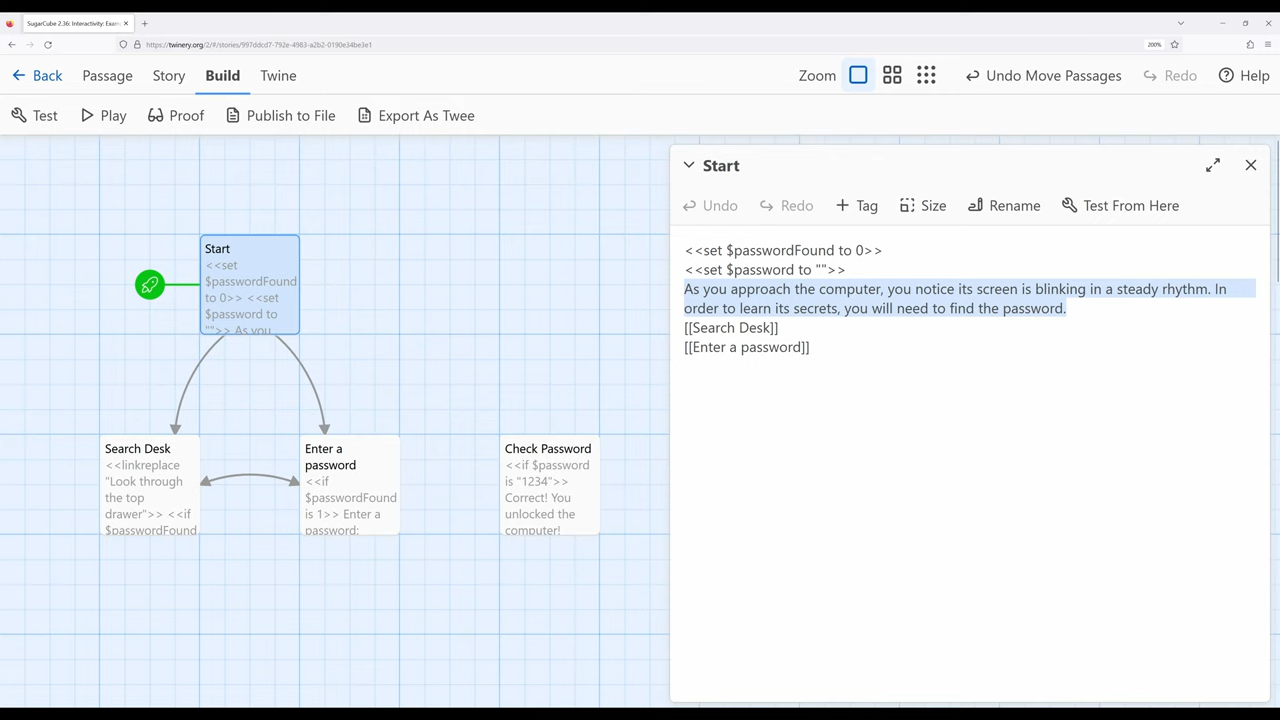 SugarCube 2.36: Interactivity: Exam
https://twinery.org/2/#/stories/997ddcd7-792e-4983-a2b2-0190e34be3e1
200%
Back
Passage
Story
Build
Twine
Zoom
Undo Move Passages
Redo
Help
Test
Play
Proof
Publish to File
Export As Twee
Start
<<set
$passwordFound
to 0>> <<set
$password to
"">> As you
Search Desk
<<linkreplace
"Look through
the top
drawer">> <<if
$passwordFound
Enter a
password
<<if
$passwordFound
is 1>> Enter a
password:
Check Password
<<if $password
is "1234">>
Correct! You
unlocked the
computer!
Start
Undo
Redo
Tag
Size
Rename
Test From Here
<<set $passwordFound to 0>>
<<set $password to "">>
As you approach the computer, you notice its screen is blinking in a steady rhythm. In
order to learn its secrets, you will need to find the password.
[[Search Desk]]
[[Enter a password]]